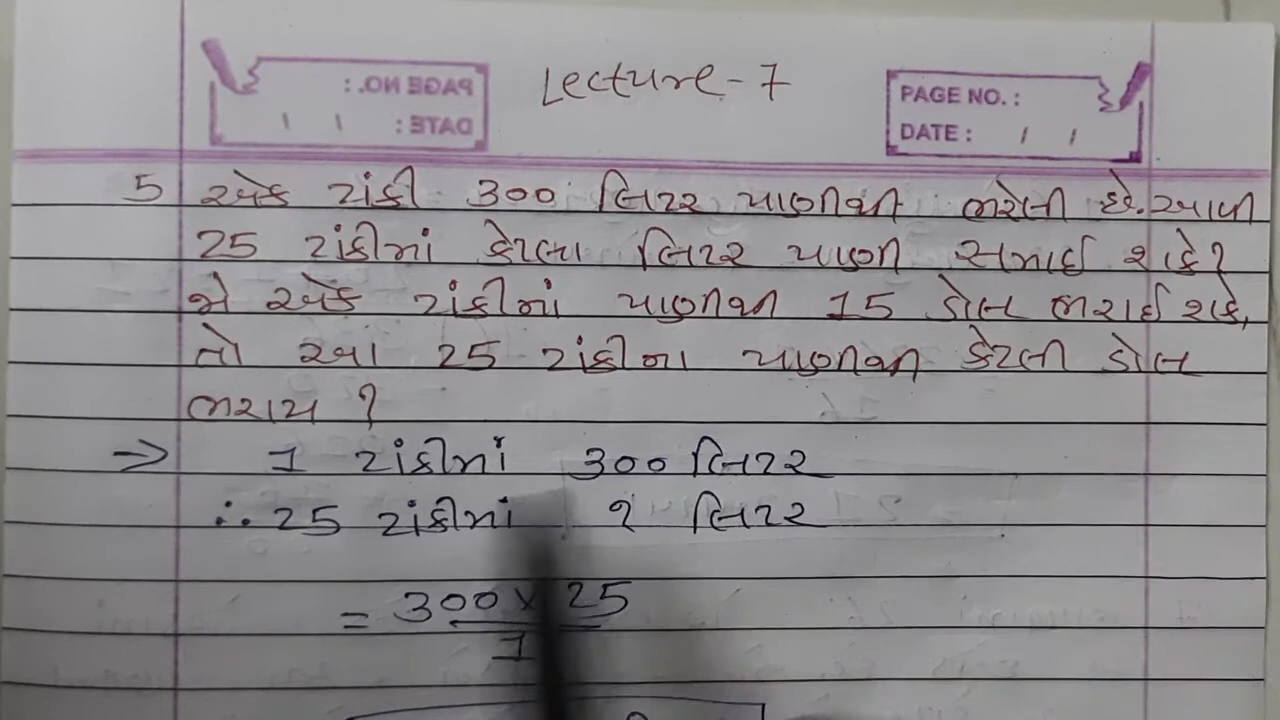 Lecture-7
PAGE NO. :
DATE : / /
PAGE NO. :
DATE : / /
5 એક ટાંકી 300 લિટર પાણીથી ભરેલી છે. આવી
25 ટાંકીમાં કેટલા લિટર પાણી સમાઈ શકે?
જો એક ટાંકીમાં પાણીથી 15 ડોલ ભરાઈ શકે,
તો આવાં 25 ટાંકીના પાણીથી કેટલી ડોલ
ભરાય ?
⇒ 1 ટાંકીમાં 300 લિટર
∴ 25 ટાંકીમાં ? લિટર
= 300 × 25
1